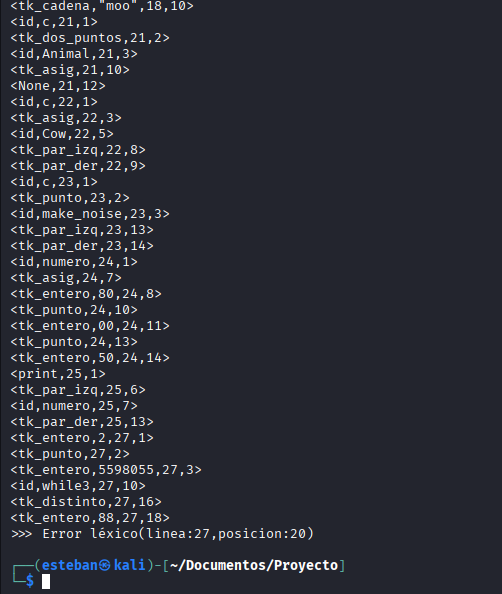 <tk_cadena,"moo",18,10>
<id,c,21,1>
<tk_dos_puntos,21,2>
<id,Animal,21,3>
<tk_asig,21,10>
<None,21,12>
<id,c,22,1>
<tk_asig,22,3>
<id,Cow,22,5>
<tk_par_izq,22,8>
<tk_par_der,22,9>
<id,c,23,1>
<tk_punto,23,2>
<id,make_noise,23,3>
<tk_par_izq,23,13>
<tk_par_der,23,14>
<id,numero,24,1>
<tk_asig,24,7>
<tk_entero,80,24,8>
<tk_punto,24,10>
<tk_entero,00,24,11>
<tk_punto,24,13>
<tk_entero,50,24,14>
<print,25,1>
<tk_par_izq,25,6>
<id,numero,25,7>
<tk_par_der,25,13>
<tk_entero,2,27,1>
<tk_punto,27,2>
<tk_entero,5598055,27,3>
<id,while3,27,10>
<tk_distinto,27,16>
<tk_entero,88,27,18>
>>> Error léxico(linea:27,posicion:20)
┌──(esteban㉿kali)-[~/Documentos/Proyecto]
└─$